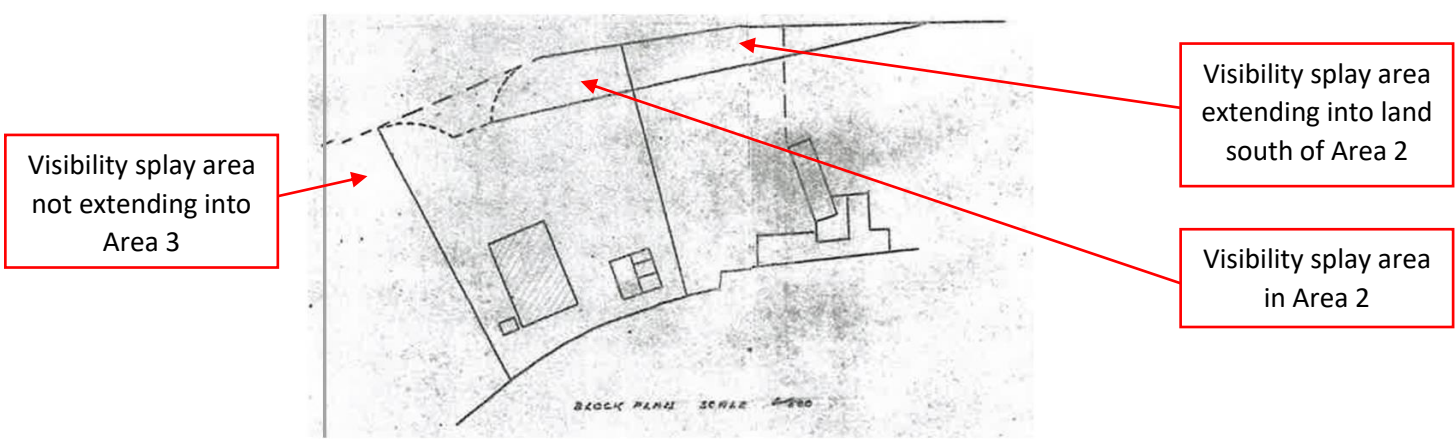 Visibility splay area
not extending into
Area 3
Visibility splay area
extending into land
south of Area 2
Visibility splay area
in Area 2
BLOCK PLAN SCALE